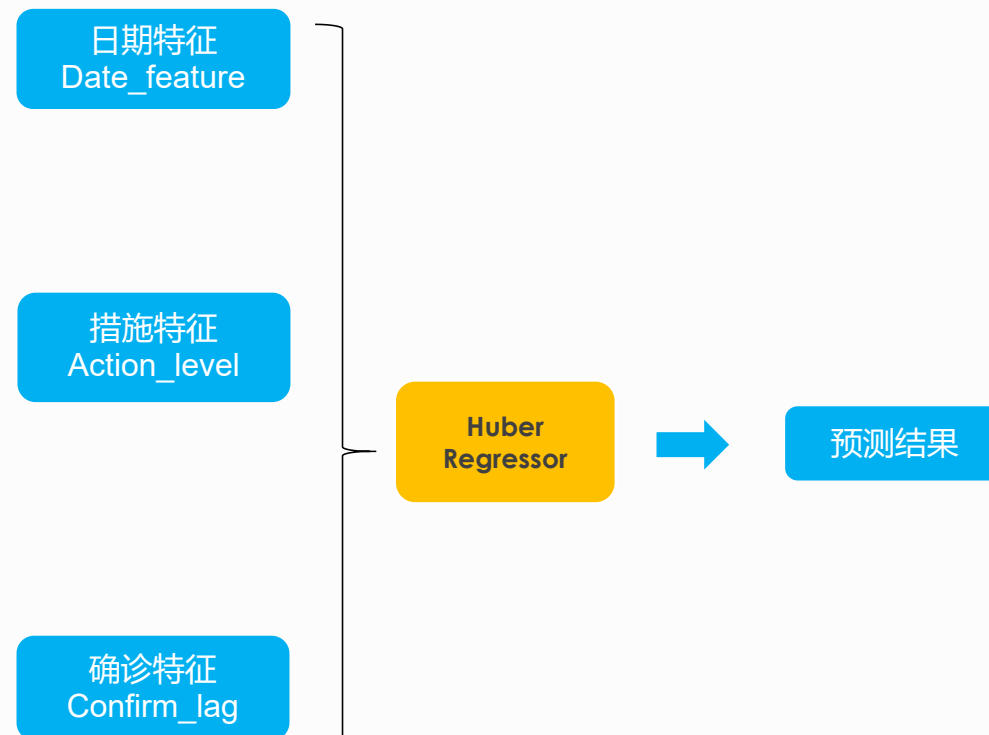 日期特征
Date_feature
措施特征
Action_level
Huber
Regressor
预测结果
确诊特征
Confirm_lag